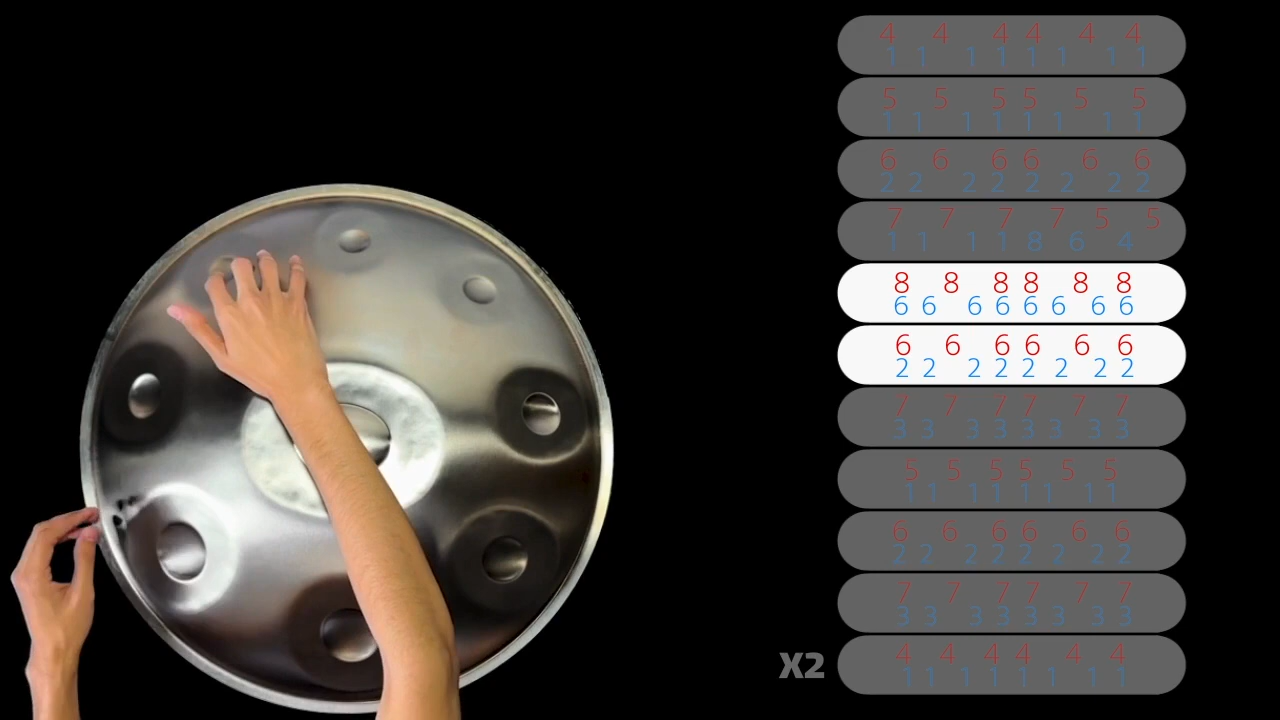 4 4 4 4 4 4
1 1 1 1 1 1 1 1
5 5 5 5 5 5
1 1 1 1 1 1 1 1
6 6 6 6 6 6
2 2 2 2 2 2 2 2
7 7 7 7 5 5
1 1 1 1 8 6 4
8 8 8 8 8 8
6 6 6 6 6 6 6 6
6 6 6 6 6 6
2 2 2 2 2 2 2 2
7 7 7 7 7 7
3 3 3 3 3 3 3 3
5 5 5 5 5 5
1 1 1 1 1 1 1 1
6 6 6 6 6 6
2 2 2 2 2 2 2 2
7 7 7 7 7 7
3 3 3 3 3 3 3 3
X2 4 4 4 4 4 4
1 1 1 1 1 1 1 1